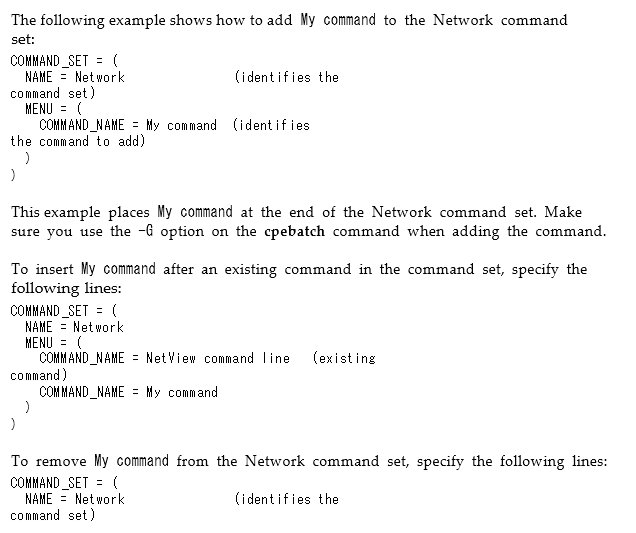 The following example shows how to add My command to the Network command
set:
COMMAND_SET = (
  NAME = Network               (identifies the
command set)
  MENU = (
    COMMAND_NAME = My command  (identifies
the command to add)
  )
)
This example places My command at the end of the Network command set. Make
sure you use the -G option on the cpebatch command when adding the command.
To insert My command after an existing command in the command set, specify the
following lines:
COMMAND_SET = (
  NAME = Network
  MENU = (
    COMMAND_NAME = NetView command line   (existing
command)
    COMMAND_NAME = My command
  )
)
To remove My command from the Network command set, specify the following lines:
COMMAND_SET = (
  NAME = Network               (identifies the
command set)